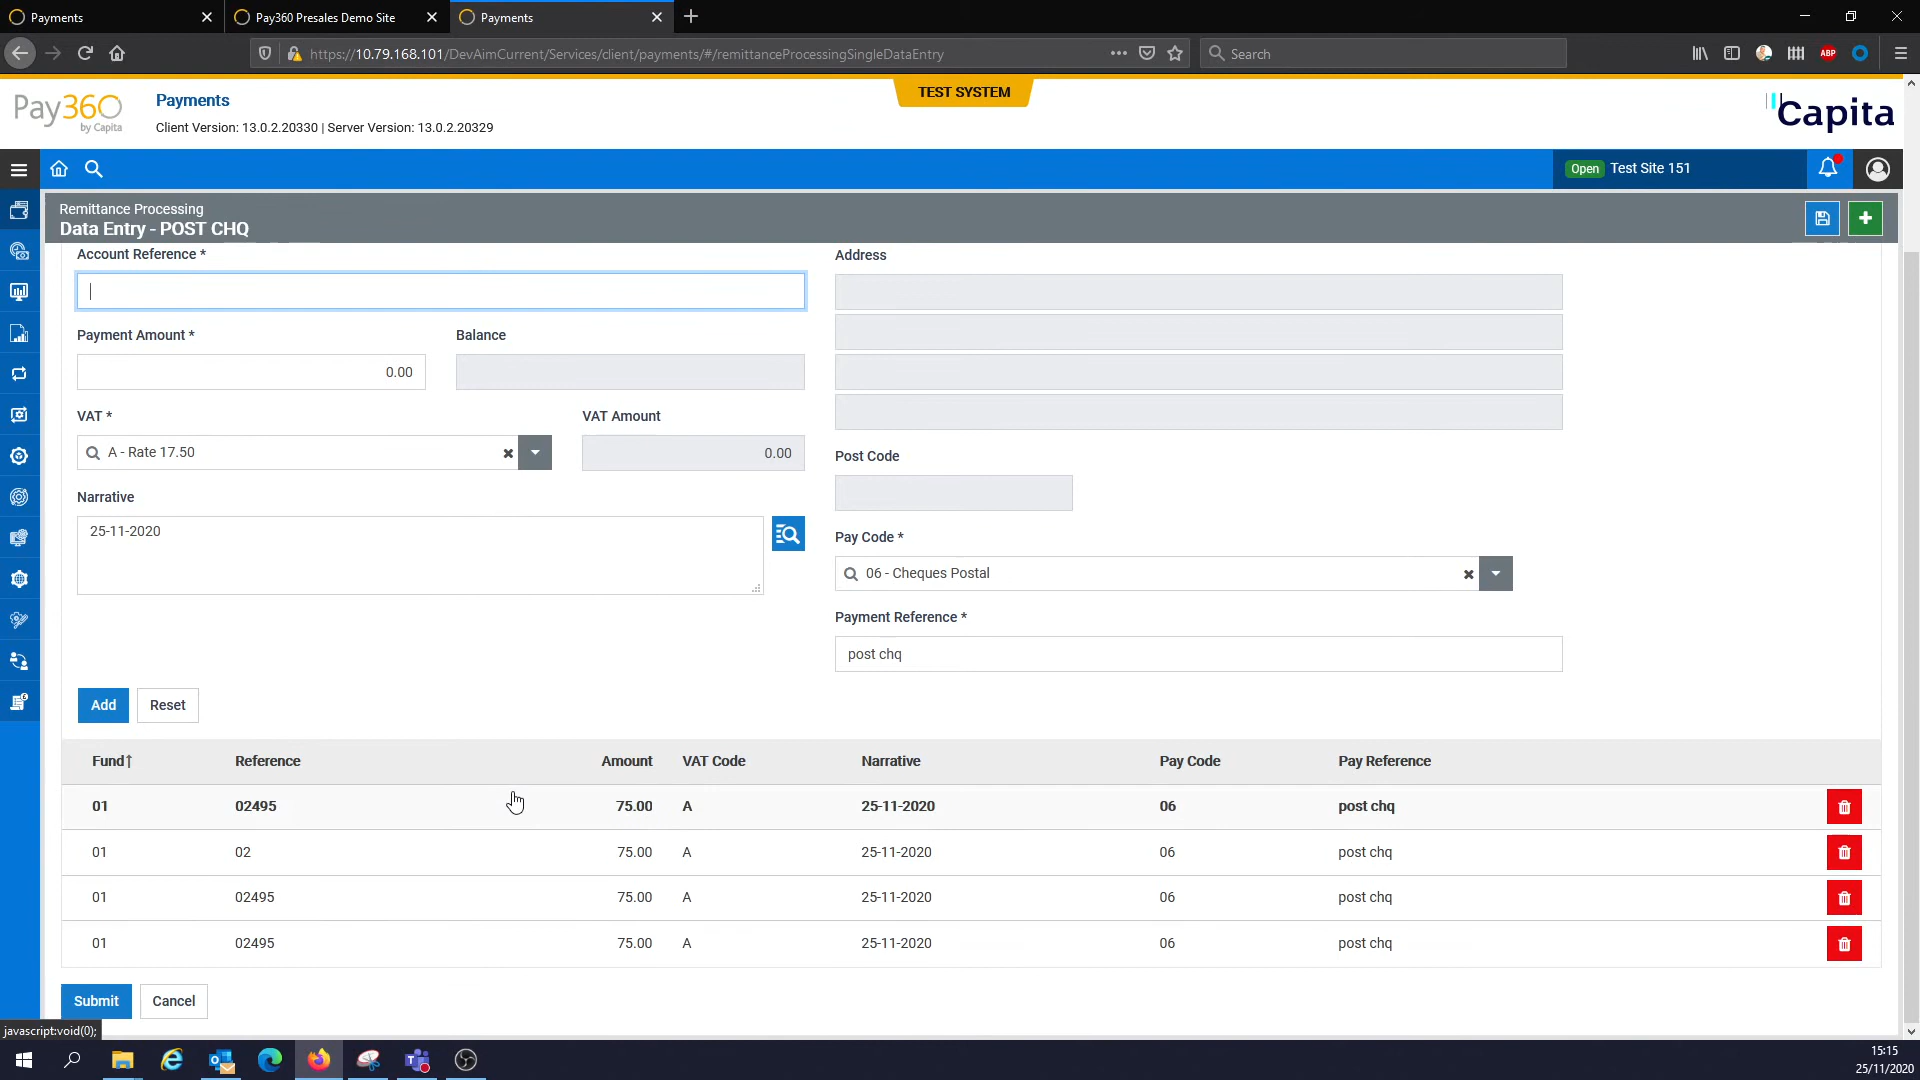 Payments
Pay360 Presales Demo Site
Payments
https://10.79.168.101/DevAimCurrent/Services/client/payments/#/remittanceProcessingSingleDataEntry
Search
ABP
Pay360
by Capita
Payments
Client Version: 13.0.2.20330 | Server Version: 13.0.2.20329
TEST SYSTEM
Capita
Open Test Site 151
Remittance Processing
Data Entry - POST CHQ
Account Reference *
Address
Payment Amount *
Balance
0.00
VAT *
VAT Amount
A - Rate 17.50
0.00
Post Code
Narrative
25-11-2020
Pay Code *
06 - Cheques Postal
Payment Reference *
post chq
Add
Reset
Fund↑ Reference Amount VAT Code Narrative Pay Code Pay Reference
01 02495 75.00 A 25-11-2020 06 post chq
01 02 75.00 A 25-11-2020 06 post chq
01 02495 75.00 A 25-11-2020 06 post chq
01 02495 75.00 A 25-11-2020 06 post chq
Submit
Cancel
javascript:void(0);
15:15
25/11/2020